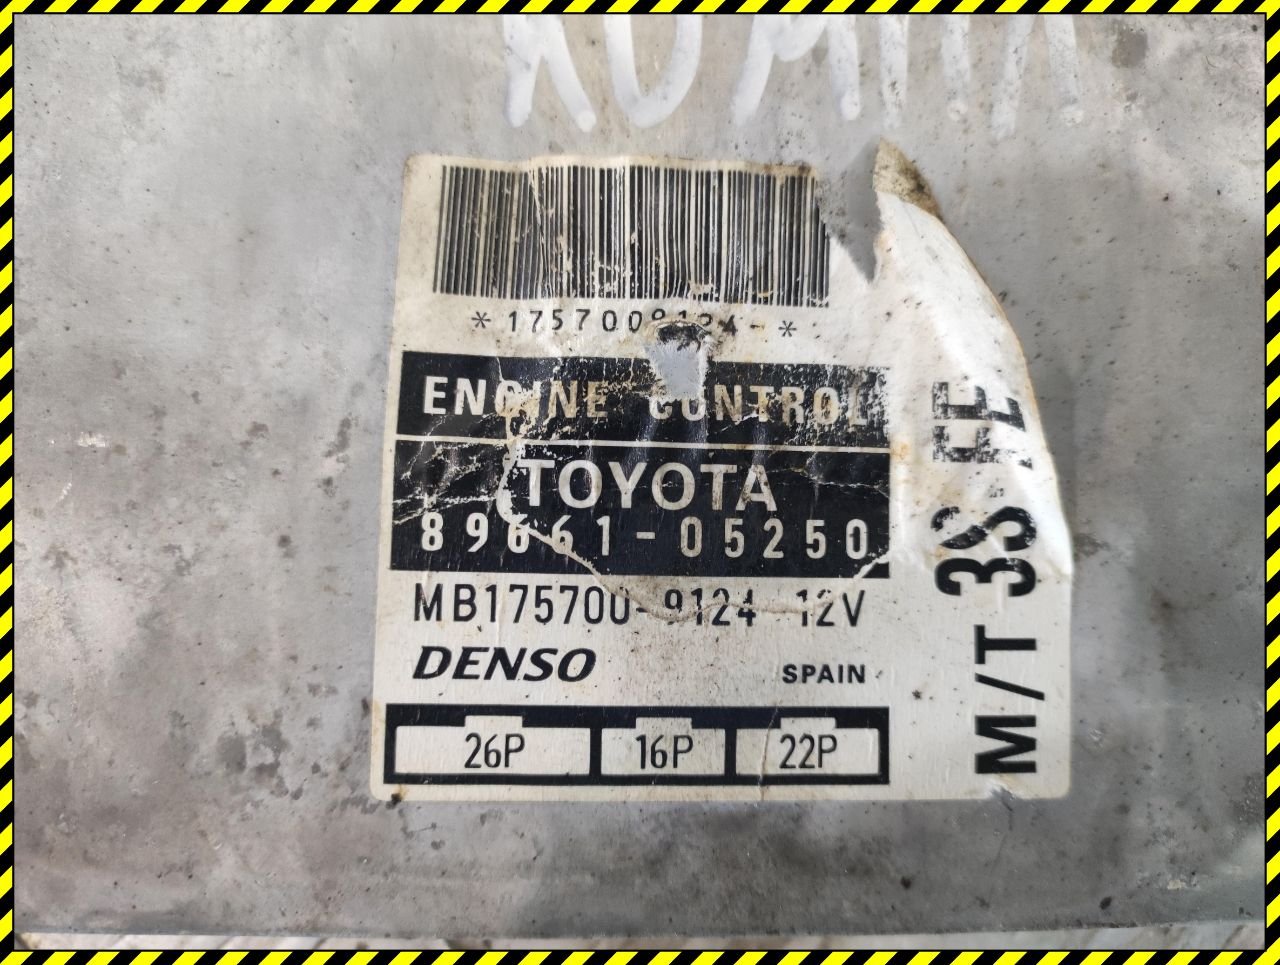 *1757009124-*
ENGINE CONTROL
TOYOTA
89661-05250
MB175700-9124 12V
DENSO SPAIN
26P 16P 22P
M/T 3S-FE